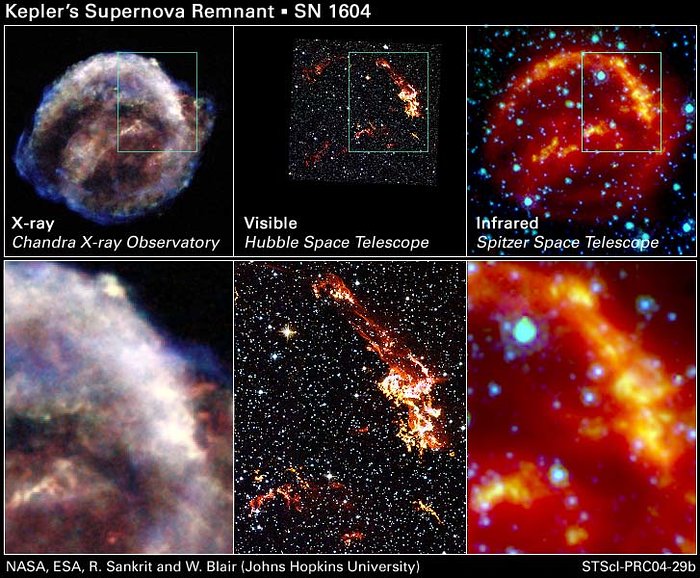 Kepler's Supernova Remnant ▪ SN 1604
X-ray
Chandra X-ray Observatory
Visible
Hubble Space Telescope
Infrared
Spitzer Space Telescope
NASA, ESA, R. Sankrit and W. Blair (Johns Hopkins University)
STScI-PRC04-29b